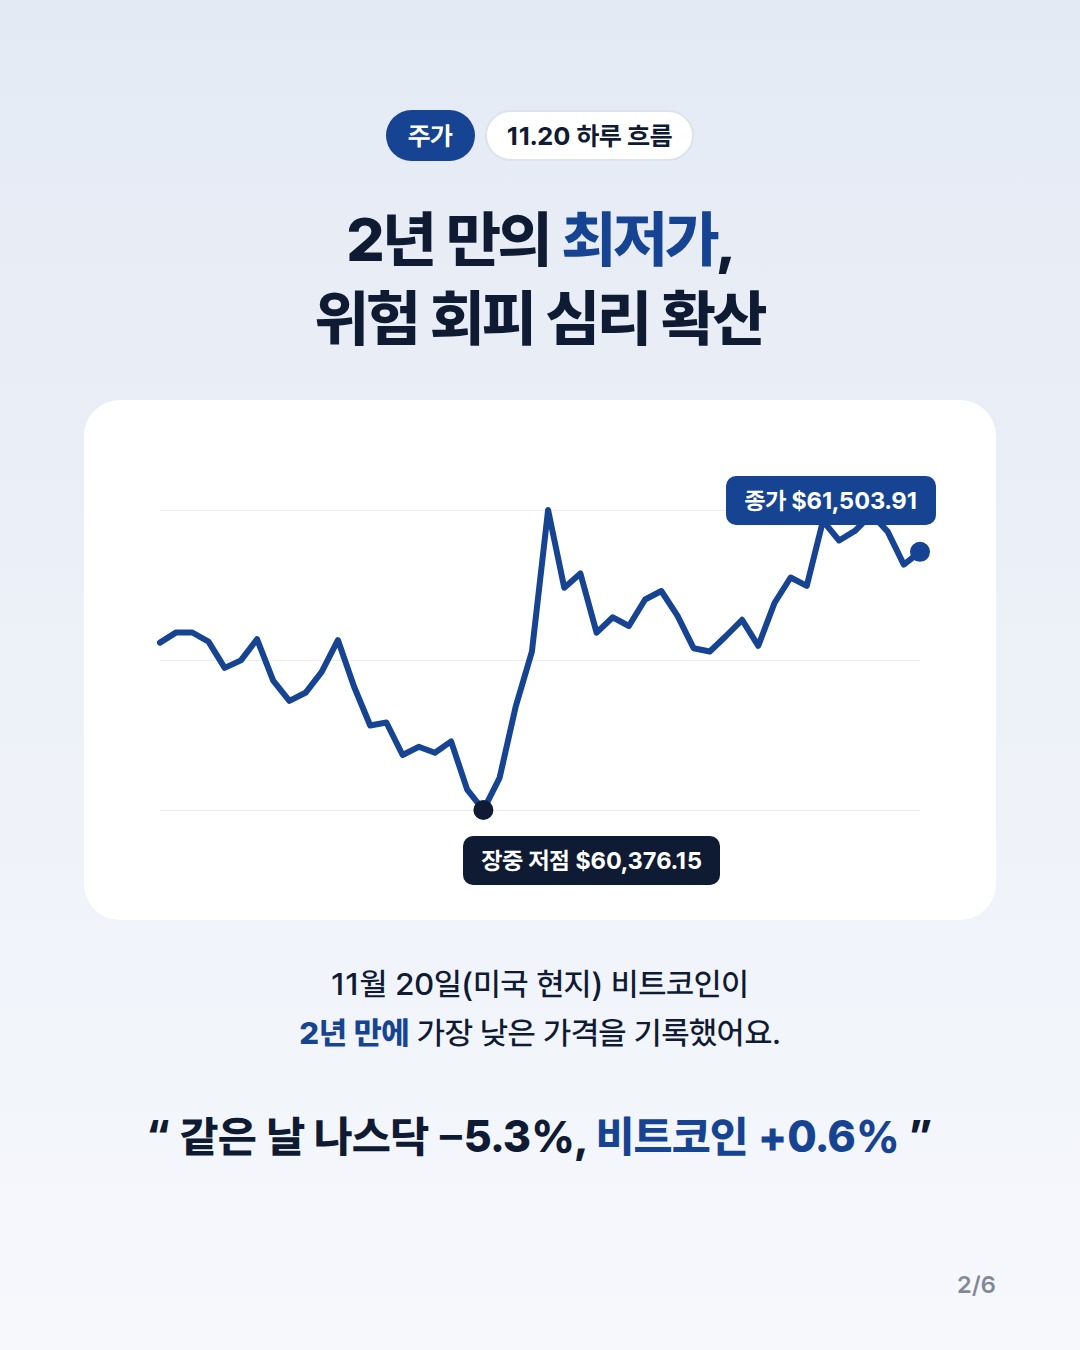 주가
11.20 하루 흐름
2년 만의 최저가,
위험 회피 심리 확산
종가 $61,503.91
장중 저점 $60,376.15
11월 20일(미국 현지) 비트코인이
2년 만에 가장 낮은 가격을 기록했어요.
“ 같은 날 나스닥 –5.3%, 비트코인 +0.6% ”
2/6